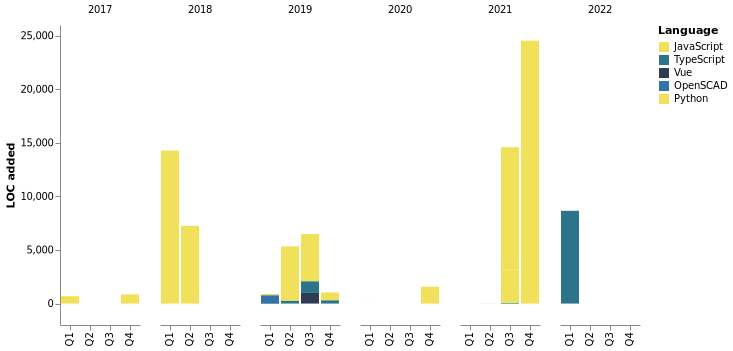 2017 2018 2019 2020 2021 2022
Language
JavaScript
TypeScript
Vue
OpenSCAD
Python
LOC added
25,000
20,000
15,000
10,000
5,000
0
Q1 Q2 Q3 Q4 Q1 Q2 Q3 Q4 Q1 Q2 Q3 Q4 Q1 Q2 Q3 Q4 Q1 Q2 Q3 Q4 Q1 Q2 Q3 Q4